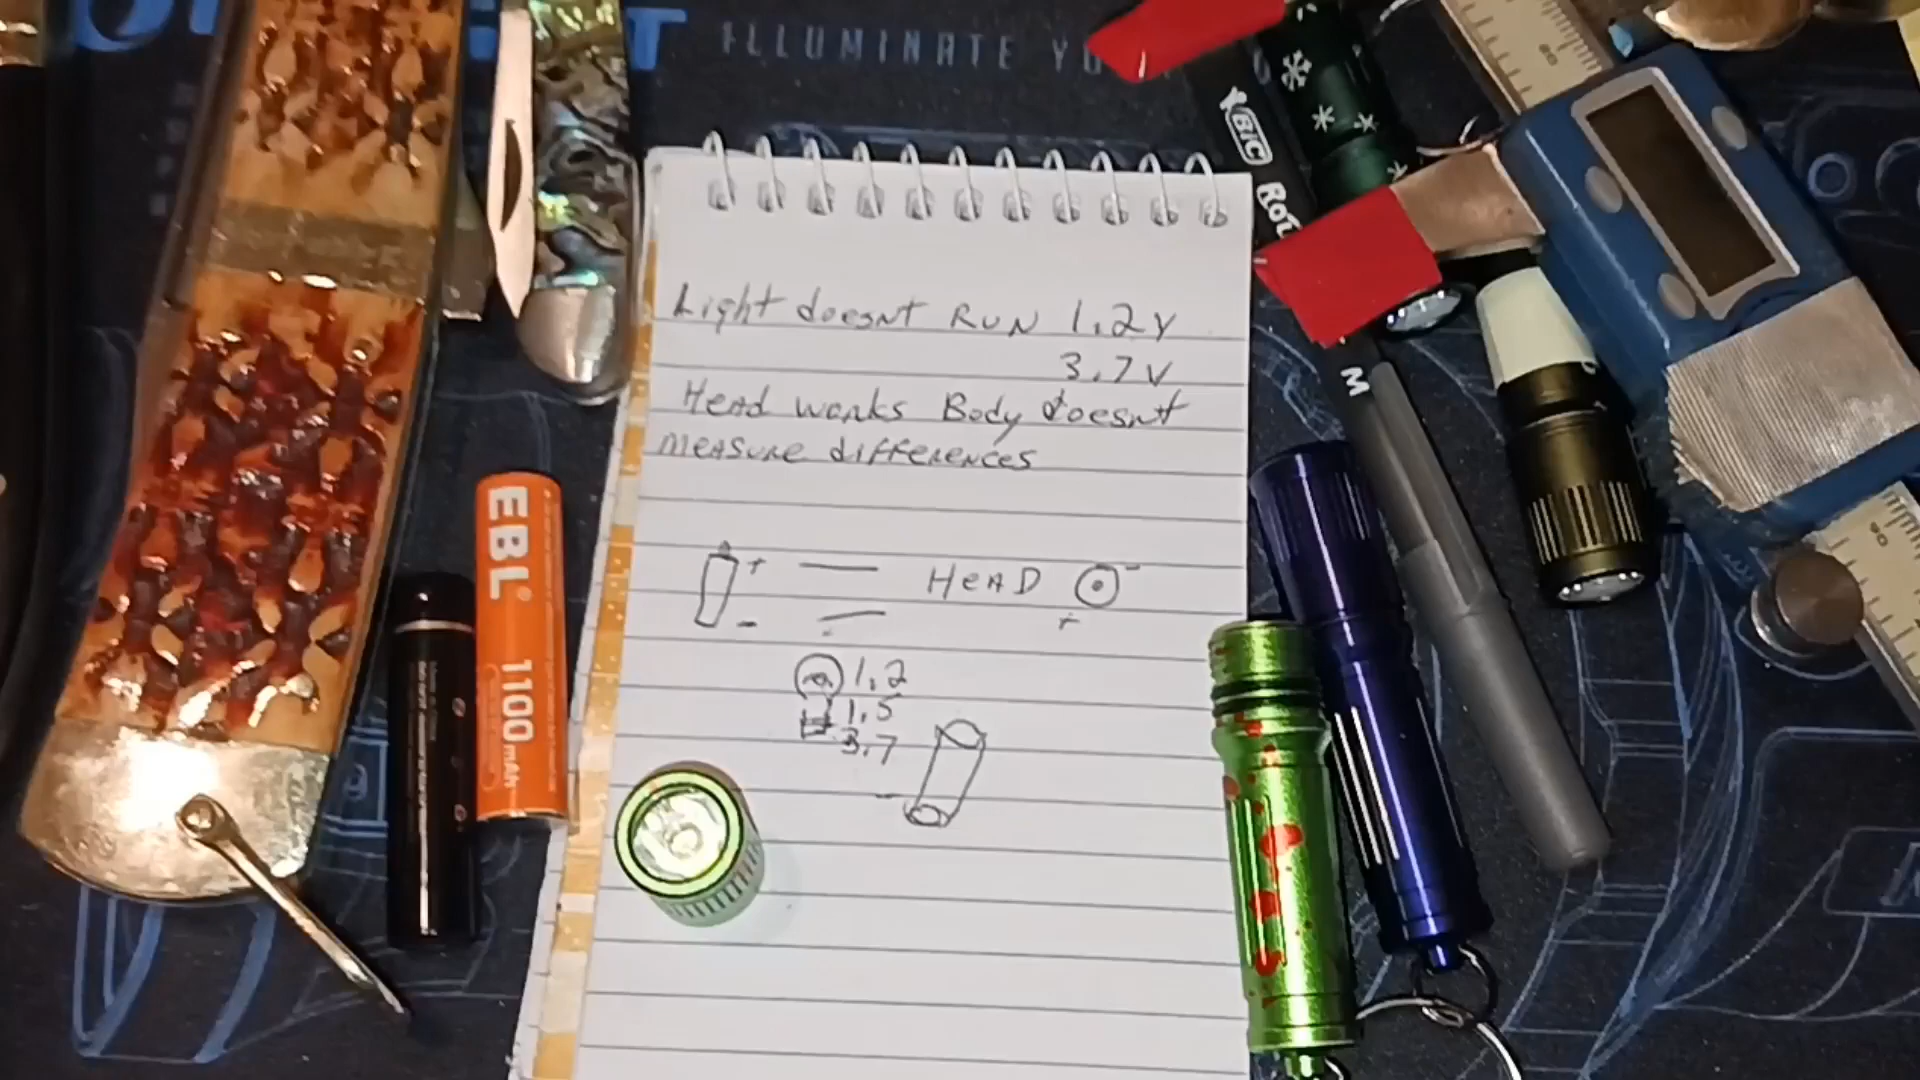 ILLUMINATE
BIC
Light doesnt RUN 1.2V
3.7V
Head works Body doesnt
measure differences
M
EBL
1100mAh
+
-
HEAD
-
+
1.2
1.5
3.7
-